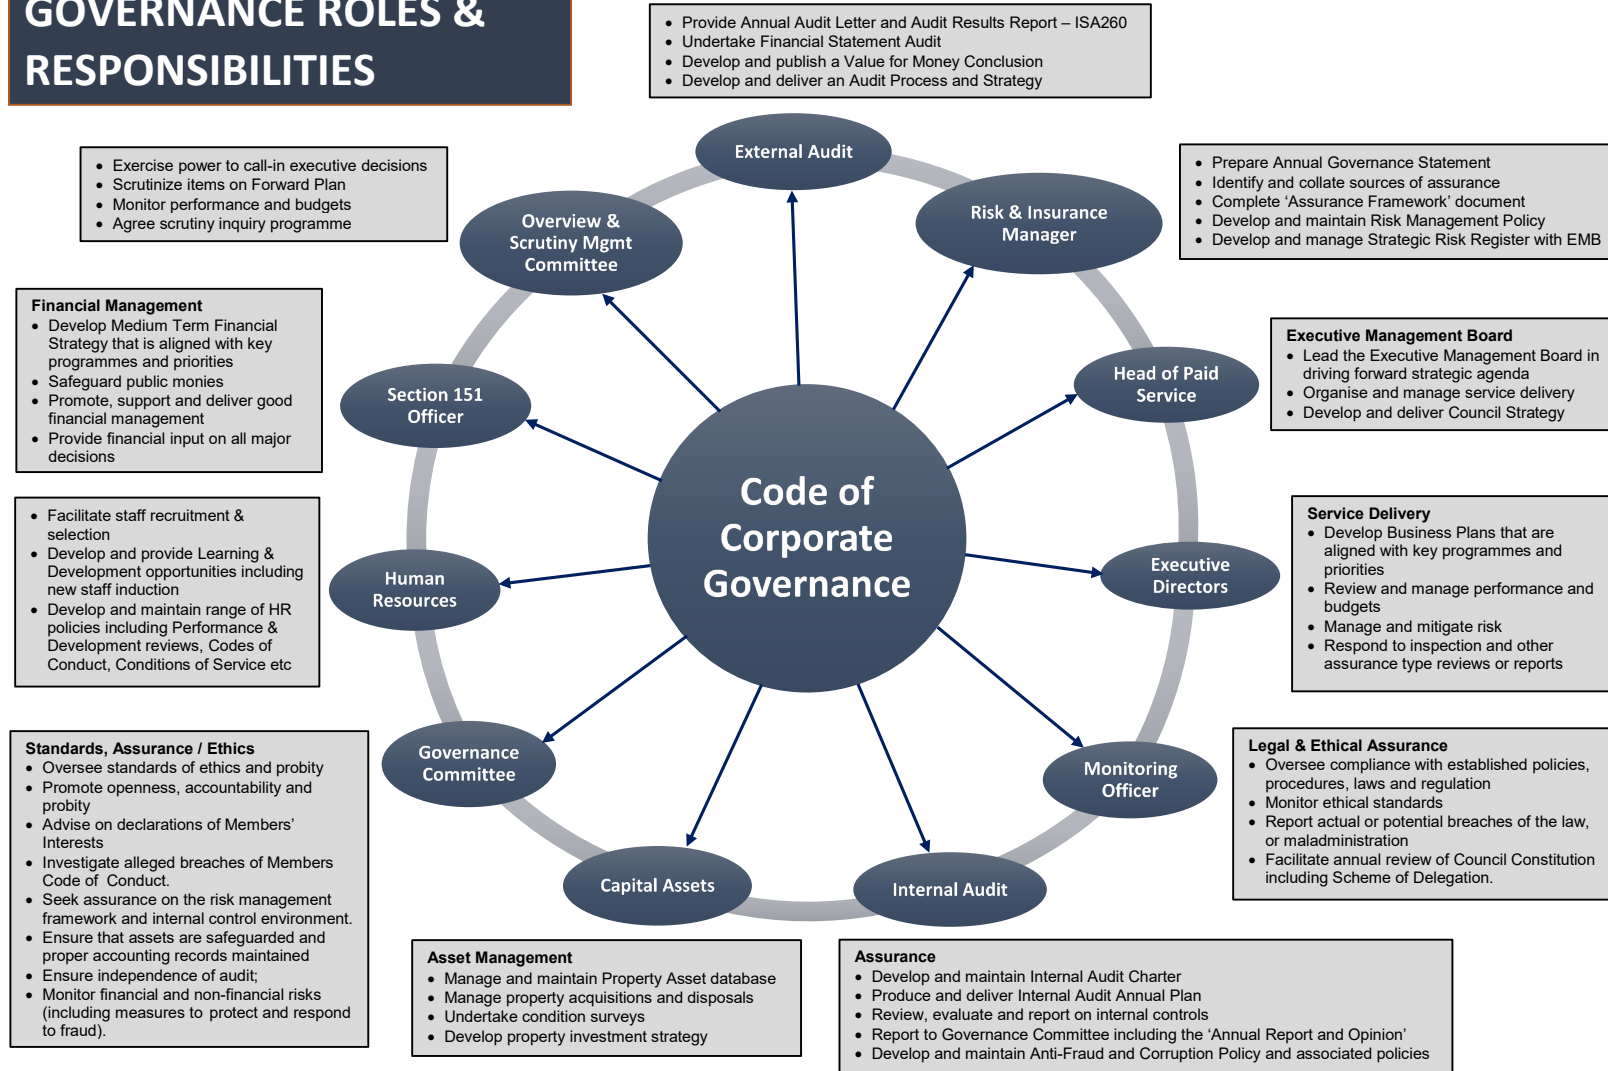 GOVERNANCE ROLES &
RESPONSIBILITIES
• Provide Annual Audit Letter and Audit Results Report – ISA260
• Undertake Financial Statement Audit
• Develop and publish a Value for Money Conclusion
• Develop and deliver an Audit Process and Strategy
External Audit
• Exercise power to call-in executive decisions
• Scrutinize items on Forward Plan
• Monitor performance and budgets
• Agree scrutiny inquiry programme
Overview &
Scrutiny Mgmt
Committee
Risk & Insurance
Manager
• Prepare Annual Governance Statement
• Identify and collate sources of assurance
• Complete ‘Assurance Framework’ document
• Develop and maintain Risk Management Policy
• Develop and manage Strategic Risk Register with EMB
Financial Management
• Develop Medium Term Financial
Strategy that is aligned with key
programmes and priorities
• Safeguard public monies
• Promote, support and deliver good
financial management
• Provide financial input on all major
decisions
Section 151
Officer
Head of Paid
Service
Executive Management Board
• Lead the Executive Management Board in
driving forward strategic agenda
• Organise and manage service delivery
• Develop and deliver Council Strategy
Code of
Corporate
Governance
• Facilitate staff recruitment &
selection
• Develop and provide Learning &
Development opportunities including
new staff induction
• Develop and maintain range of HR
policies including Performance &
Development reviews, Codes of
Conduct, Conditions of Service etc
Human
Resources
Executive
Directors
Service Delivery
• Develop Business Plans that are
aligned with key programmes and
priorities
• Review and manage performance and
budgets
• Manage and mitigate risk
• Respond to inspection and other
assurance type reviews or reports
Standards, Assurance / Ethics
• Oversee standards of ethics and probity
• Promote openness, accountability and
probity
• Advise on declarations of Members’
Interests
• Investigate alleged breaches of Members
Code of Conduct.
• Seek assurance on the risk management
framework and internal control environment.
• Ensure that assets are safeguarded and
proper accounting records maintained
• Ensure independence of audit;
• Monitor financial and non-financial risks
(including measures to protect and respond
to fraud).
Governance
Committee
Monitoring
Officer
Legal & Ethical Assurance
• Oversee compliance with established policies,
procedures, laws and regulation
• Monitor ethical standards
• Report actual or potential breaches of the law,
or maladministration
• Facilitate annual review of Council Constitution
including Scheme of Delegation.
Capital Assets
Internal Audit
Asset Management
• Manage and maintain Property Asset database
• Manage property acquisitions and disposals
• Undertake condition surveys
• Develop property investment strategy
Assurance
• Develop and maintain Internal Audit Charter
• Produce and deliver Internal Audit Annual Plan
• Review, evaluate and report on internal controls
• Report to Governance Committee including the ‘Annual Report and Opinion’
• Develop and maintain Anti-Fraud and Corruption Policy and associated policies